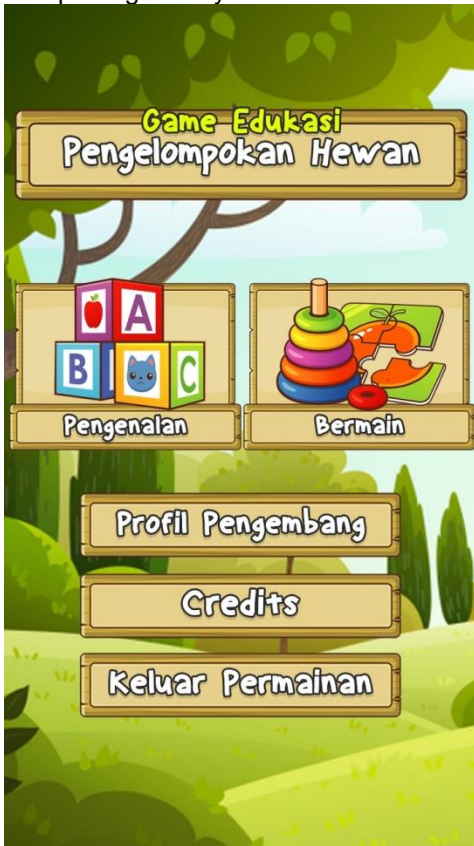 Game Edukasi
Pengelompokan Hewan
A
B
C
Pengenalan
Bermain
Profil Pengembang
Credits
Keluar Permainan